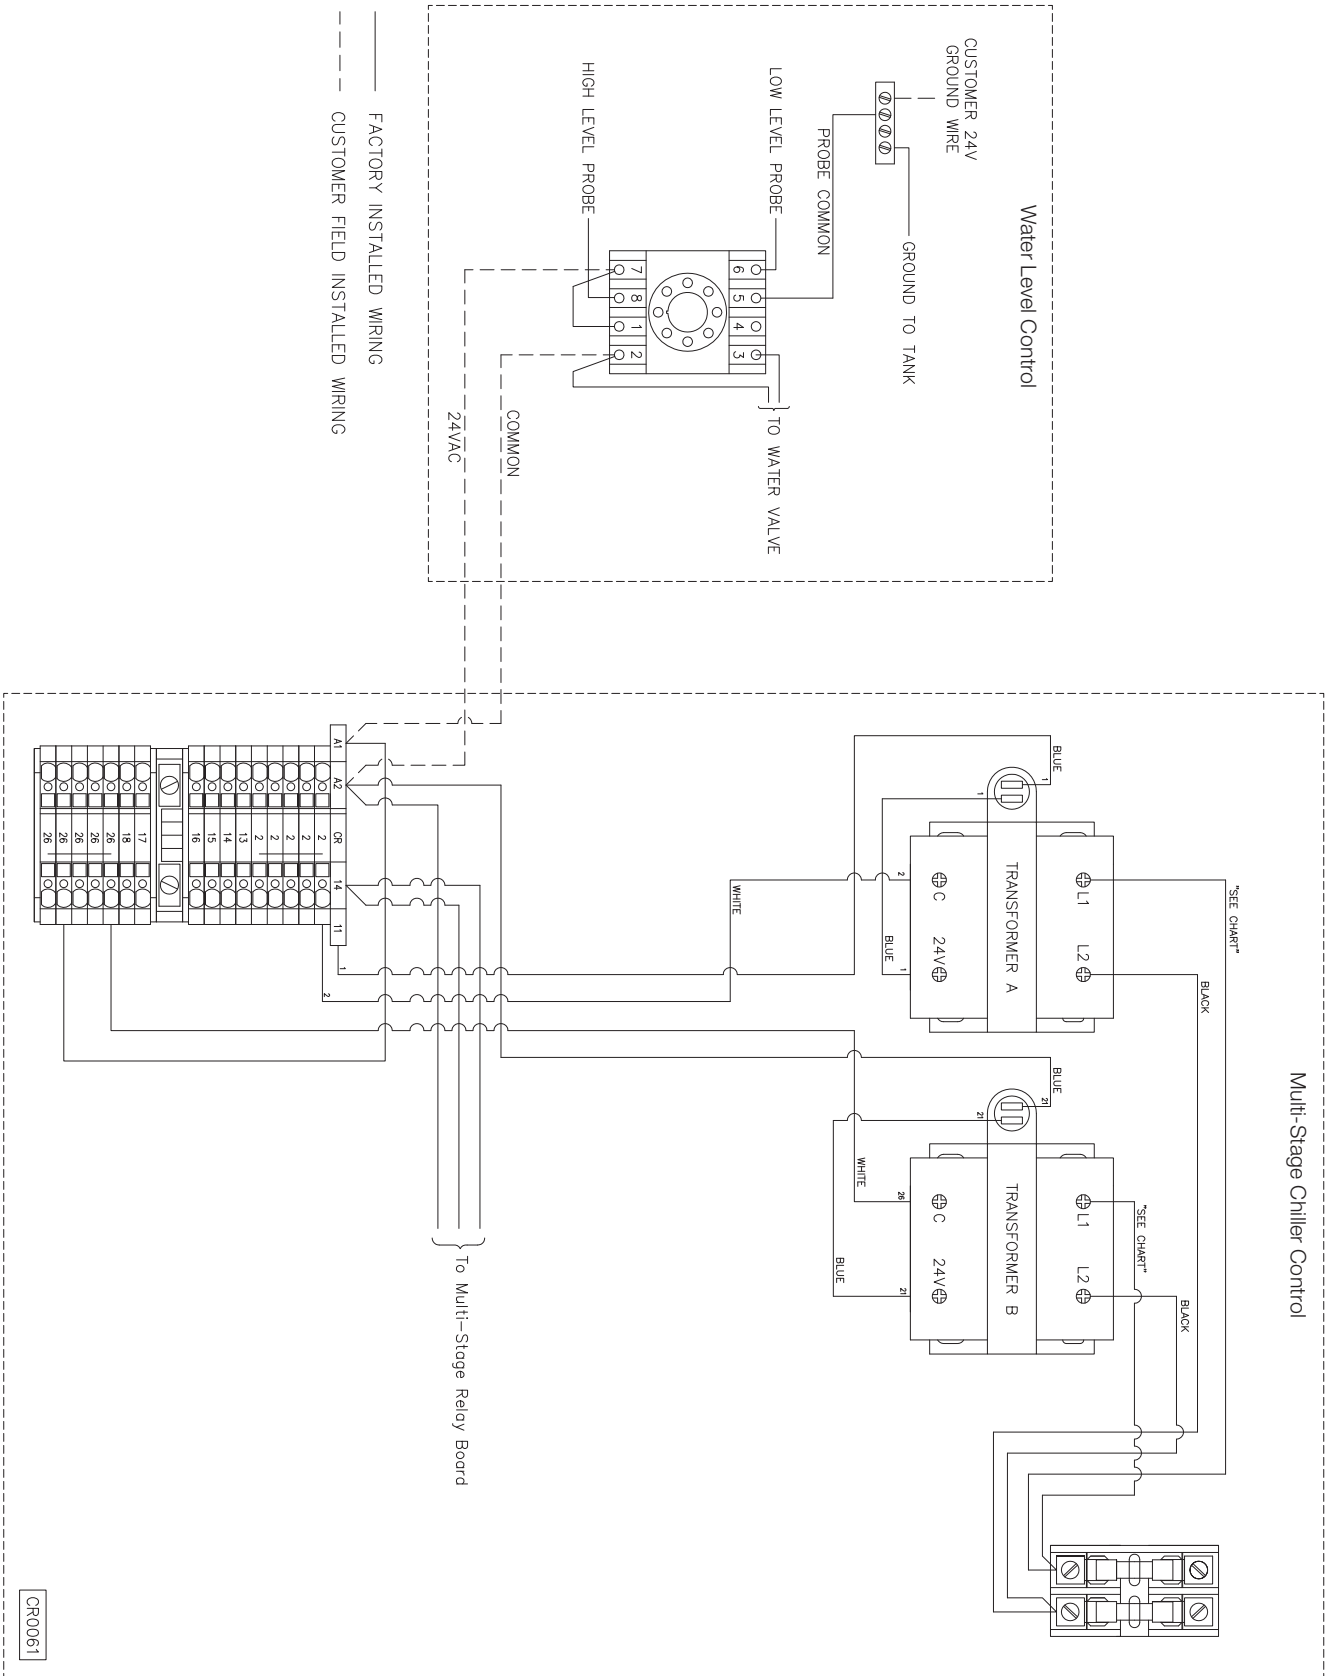 Water Level Control
CUSTOMER 24V
GROUND WIRE
GROUND TO TANK
PROBE COMMON
LOW LEVEL PROBE
HIGH LEVEL PROBE
6
5
4
3
7
8
1
2
TO WATER VALVE
COMMON
24VAC
FACTORY INSTALLED WIRING
CUSTOMER FIELD INSTALLED WIRING
Multi-Stage Chiller Control
"SEE CHART"
BLACK
L1
L2
TRANSFORMER A
C
24V
BLUE
1
1
2
1
WHITE
BLUE
"SEE CHART"
BLACK
L1
L2
TRANSFORMER B
C
24V
BLUE
21
21
26
21
WHITE
BLUE
A1
A2
CR
14
11
1
2
2
2
2
2
2
13
14
15
16
17
18
26
26
26
26
26
To Multi-Stage Relay Board
CR0061